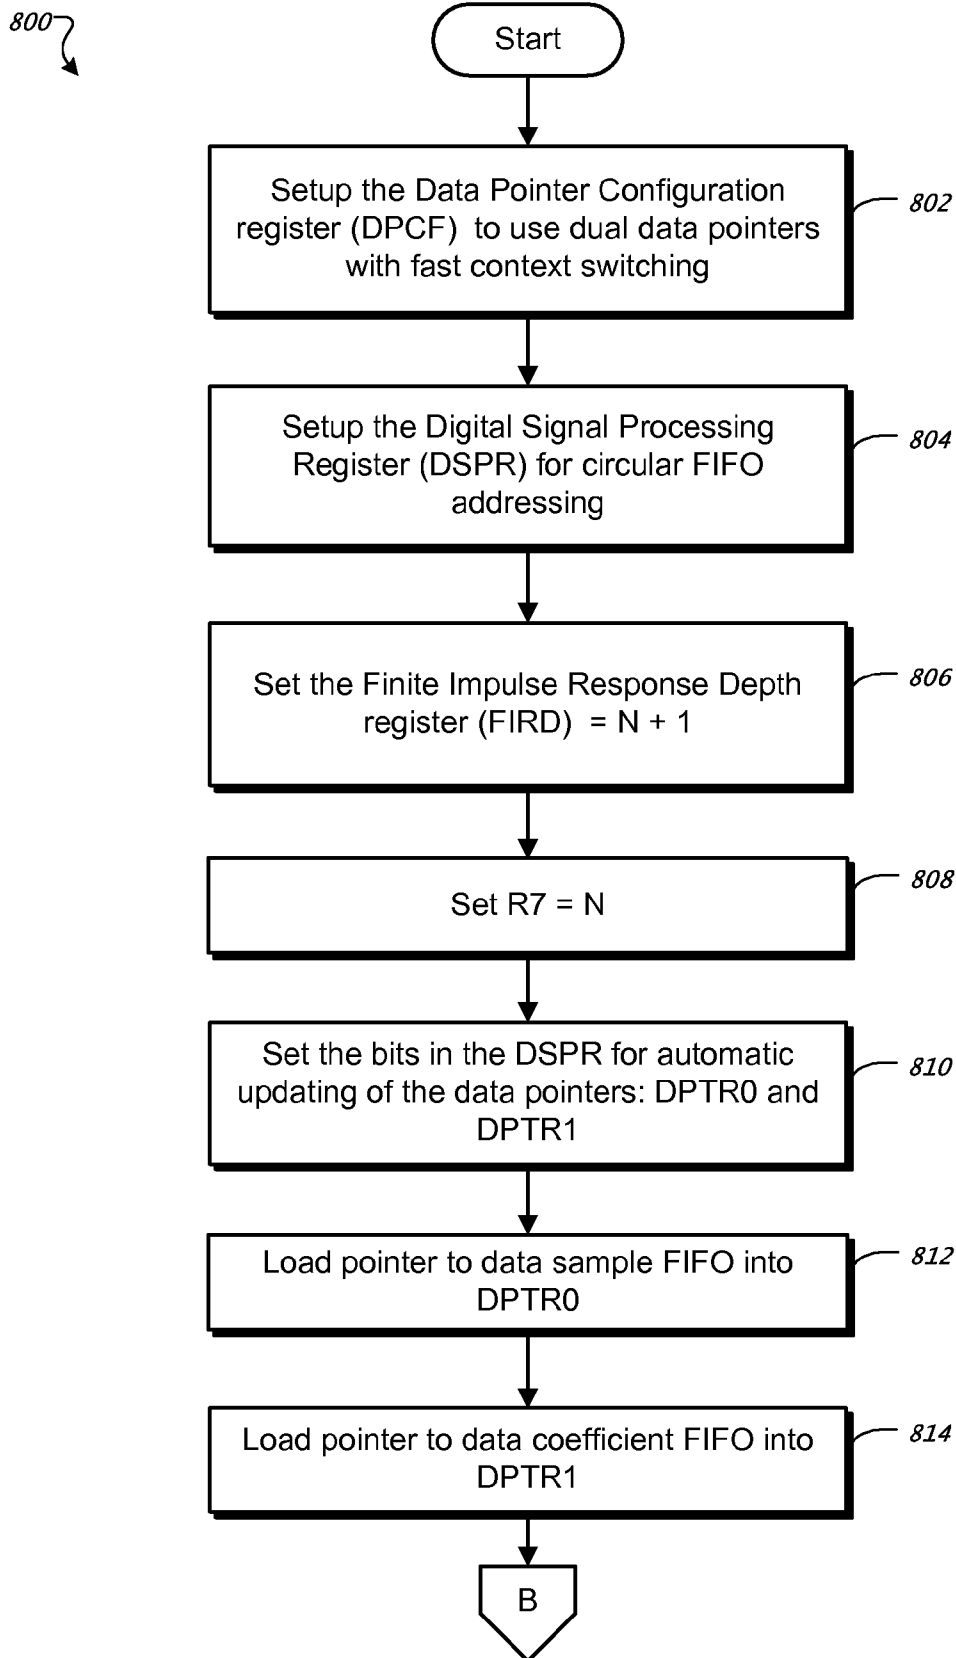 800
Start
Setup the Data Pointer Configuration
register (DPCF) to use dual data pointers
with fast context switching
802
Setup the Digital Signal Processing
Register (DSPR) for circular FIFO
addressing
804
Set the Finite Impulse Response Depth
register (FIRD) = N + 1
806
Set R7 = N
808
Set the bits in the DSPR for automatic
updating of the data pointers: DPTR0 and
DPTR1
810
Load pointer to data sample FIFO into
DPTR0
812
Load pointer to data coefficient FIFO into
DPTR1
814
B